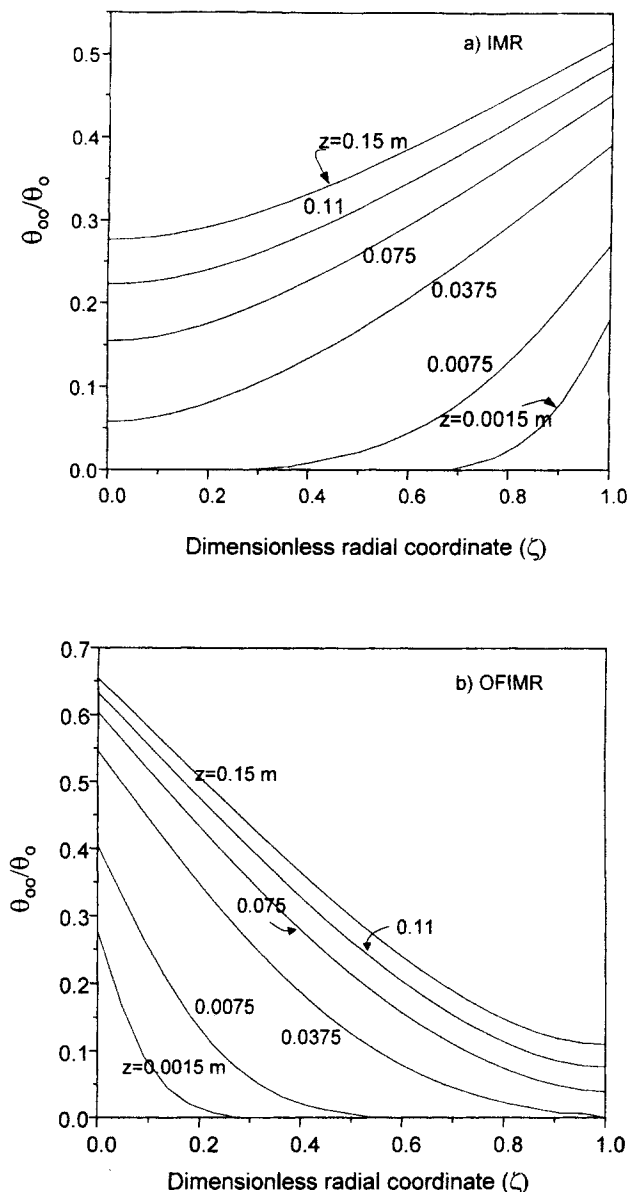 a) IMR
0.5
0.4
0.3
0.2
0.1
0.0
θoo/θo
z=0.15 m
0.11
0.075
0.0375
0.0075
z=0.0015 m
0.0 0.2 0.4 0.6 0.8 1.0
Dimensionless radial coordinate (ζ)
b) OFIMR
0.7
0.6
0.5
0.4
0.3
0.2
0.1
0.0
θoo/θo
z=0.15 m
0.11
0.075
0.0375
0.0075
z=0.0015 m
0.0 0.2 0.4 0.6 0.8 1.0
Dimensionless radial coordinate (ζ)